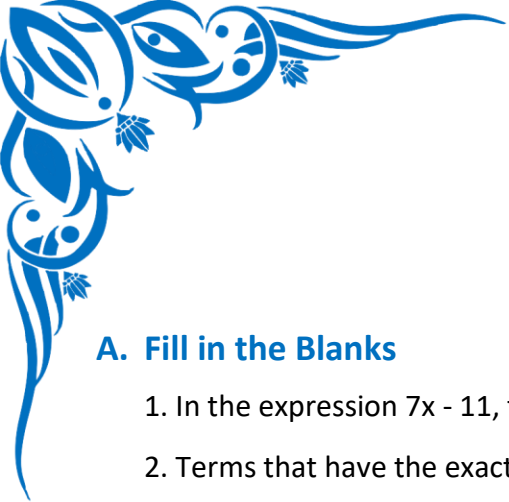 A. Fill in the Blanks
1. In the expression 7x - 11,
2. Terms that have the exact